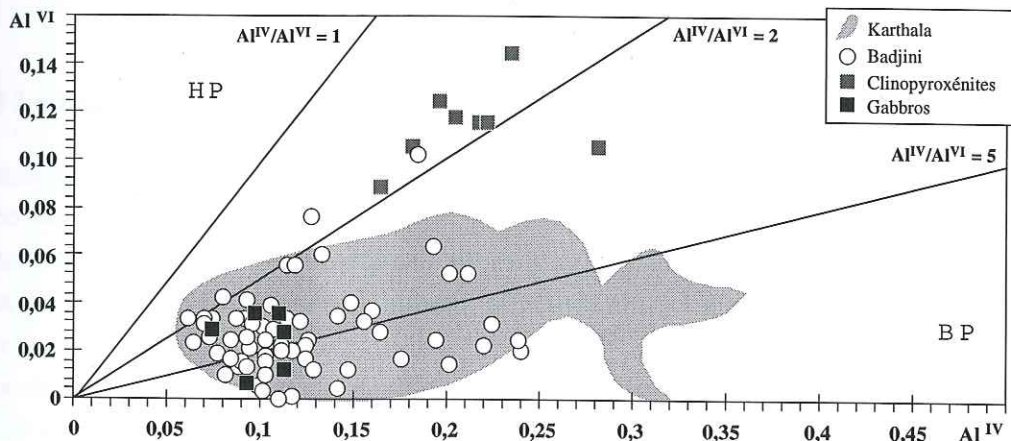 Al VI
Al IV/Al VI = 1
Al IV/Al VI = 2
Karthala
Badjini
Clinopyroxénites
Gabbros
0,14
HP
0,12
0,10
Al IV/Al VI = 5
0,08
0,06
0,04
BP
0,02
0
0 0,05 0,1 0,15 0,2 0,25 0,3 0,35 0,4 0,45
Al IV